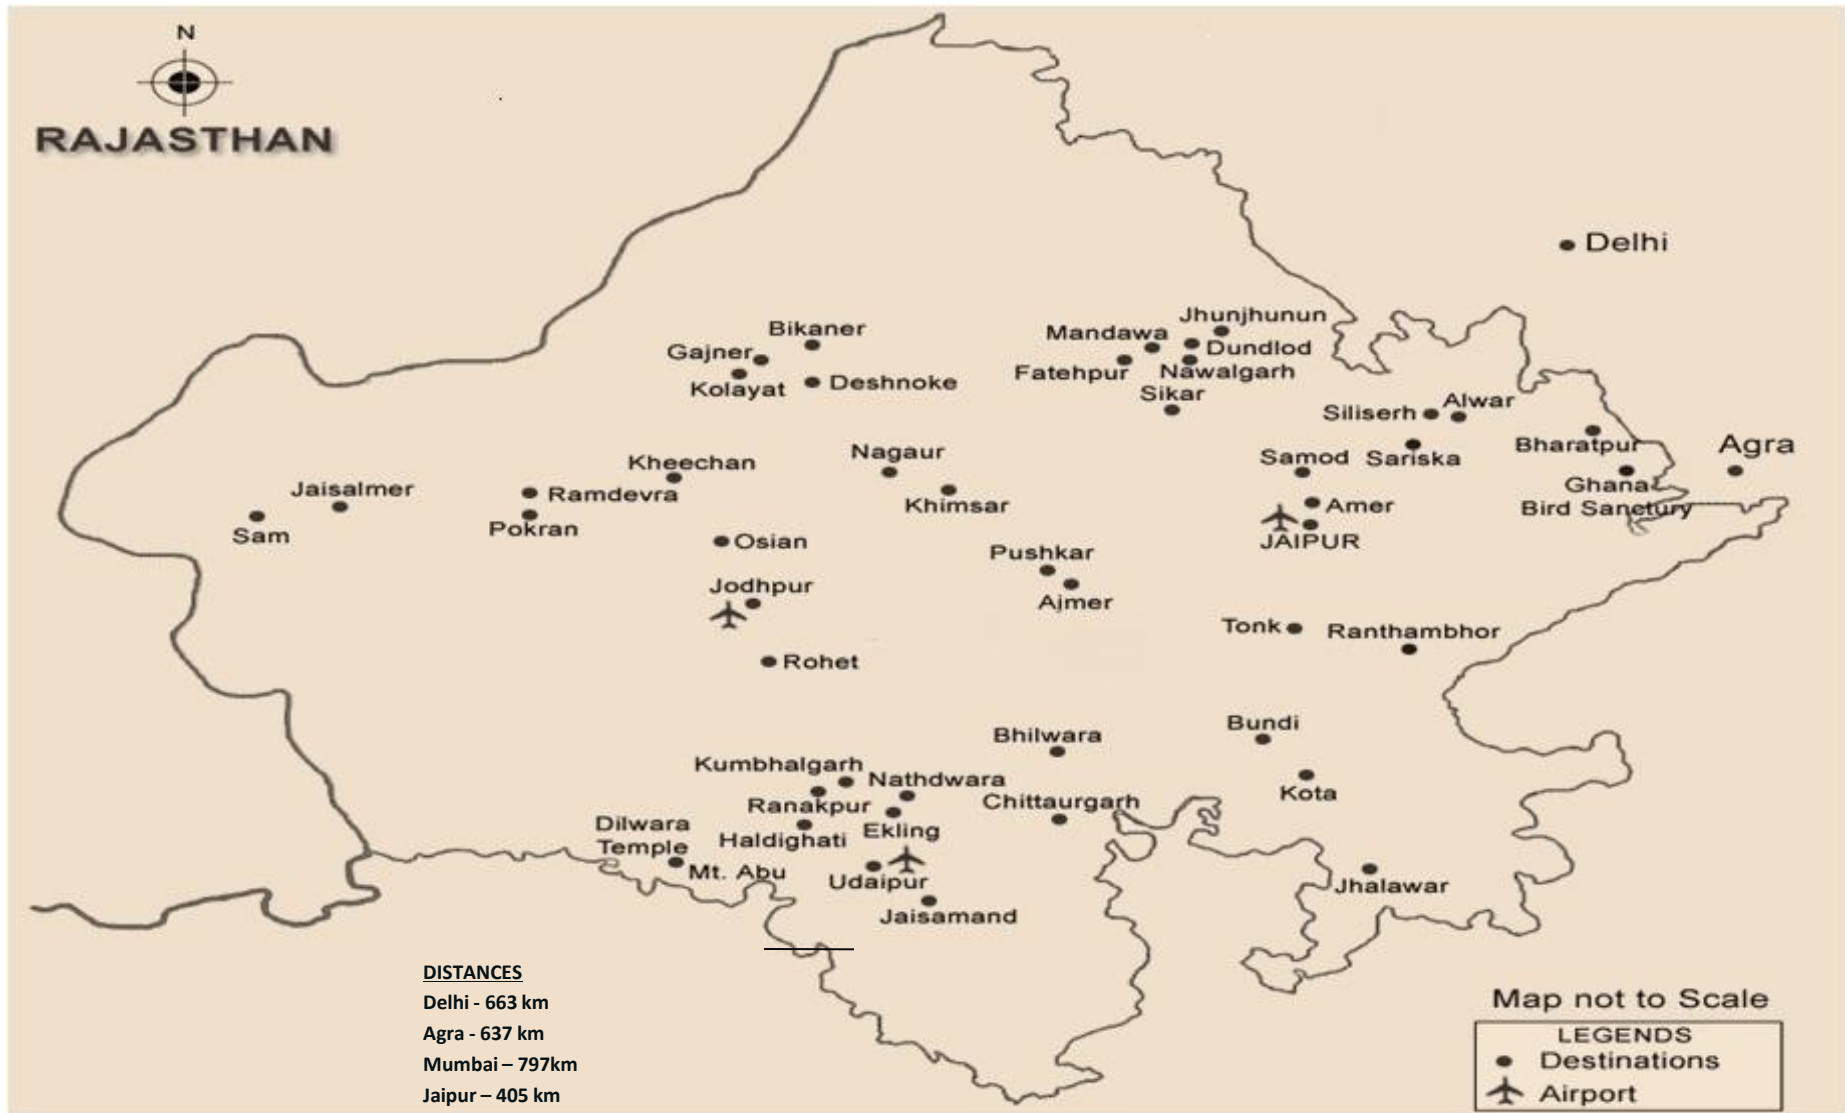 N
RAJASTHAN
Delhi
Jhunjhunun
Bikaner
Mandawa
Dundlod
Gajner
Fatehpur
Nawalgarh
Kolayat
Deshnoke
Sikar
Siliserh
Alwar
Bharatpur
Agra
Nagaur
Samod
Sariska
Kheechan
Jaisalmer
Ramdevra
Khimsar
Amer
Ghana
Bird Sanctury
Sam
Pokran
Osian
JAIPUR
Pushkar
Jodhpur
Ajmer
Tonk
Ranthambhor
Rohet
Bundi
Bhilwara
Kumbhalgarh
Nathdwara
Kota
Ranakpur
Chittaurgarh
Dilwara
Temple
Haldighati
Ekling
Mt. Abu
Udaipur
Jhalawar
Jaisamand
DISTANCES
Delhi - 663 km
Agra - 637 km
Mumbai – 797km
Jaipur – 405 km
Map not to Scale
LEGENDS
Destinations
Airport